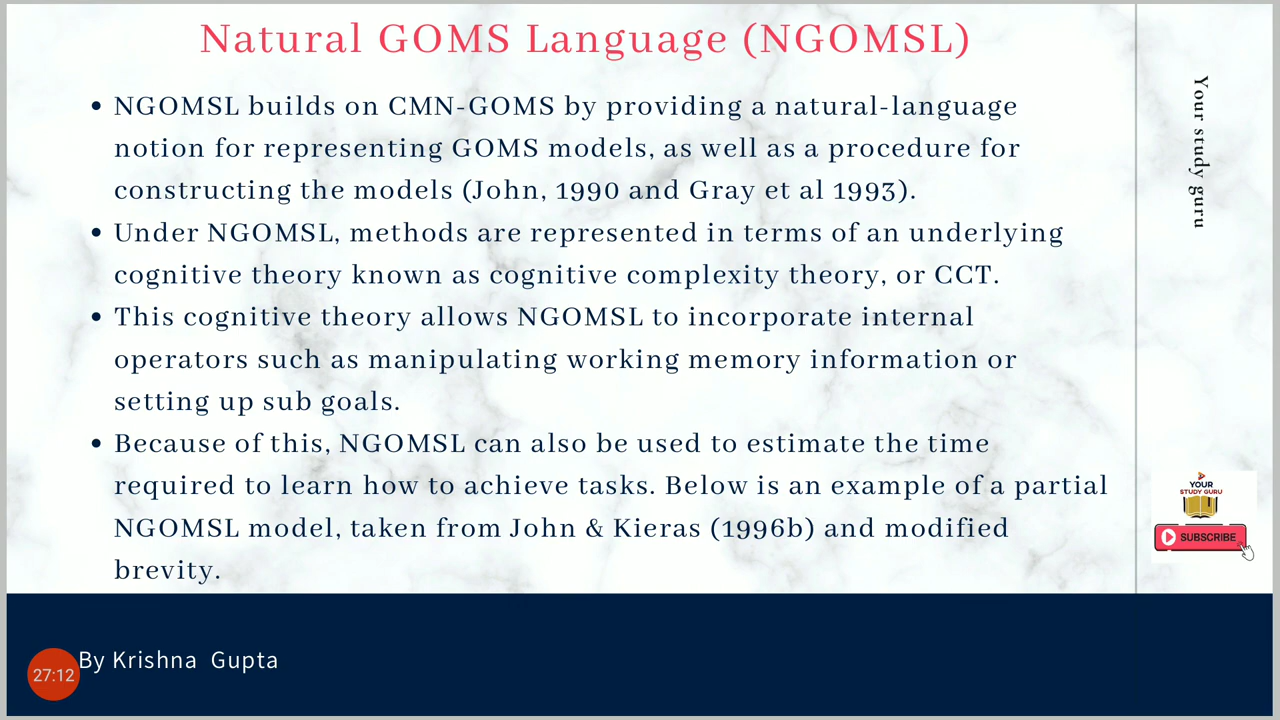 Natural GOMS Language (NGOMSL)
• NGOMSL builds on CMN-GOMS by providing a natural-language
notion for representing GOMS models, as well as a procedure for
constructing the models (John, 1990 and Gray et al 1993).
• Under NGOMSL, methods are represented in terms of an underlying
cognitive theory known as cognitive complexity theory, or CCT.
• This cognitive theory allows NGOMSL to incorporate internal
operators such as manipulating working memory information or
setting up sub goals.
• Because of this, NGOMSL can also be used to estimate the time
required to learn how to achieve tasks. Below is an example of a partial
NGOMSL model, taken from John & Kieras (1996b) and modified
brevity.
Your study guru
YOUR
STUDY GURU
SUBSCRIBE
By Krishna Gupta
27:12